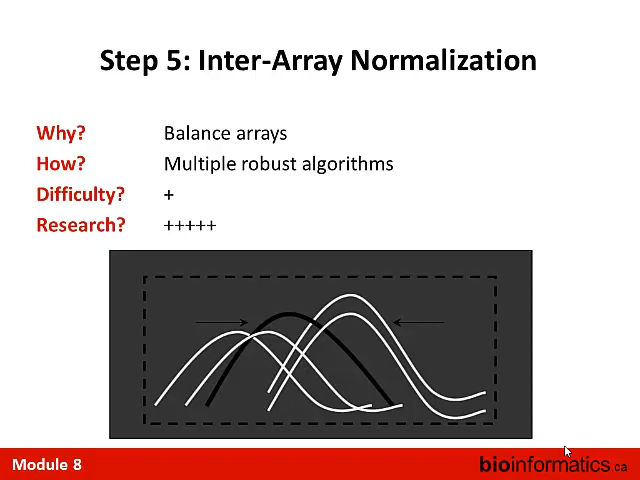 Step 5: Inter-Array Normalization
Why? Balance arrays
How? Multiple robust algorithms
Difficulty? +
Research? +++++
Module 8
bioinformatics.ca